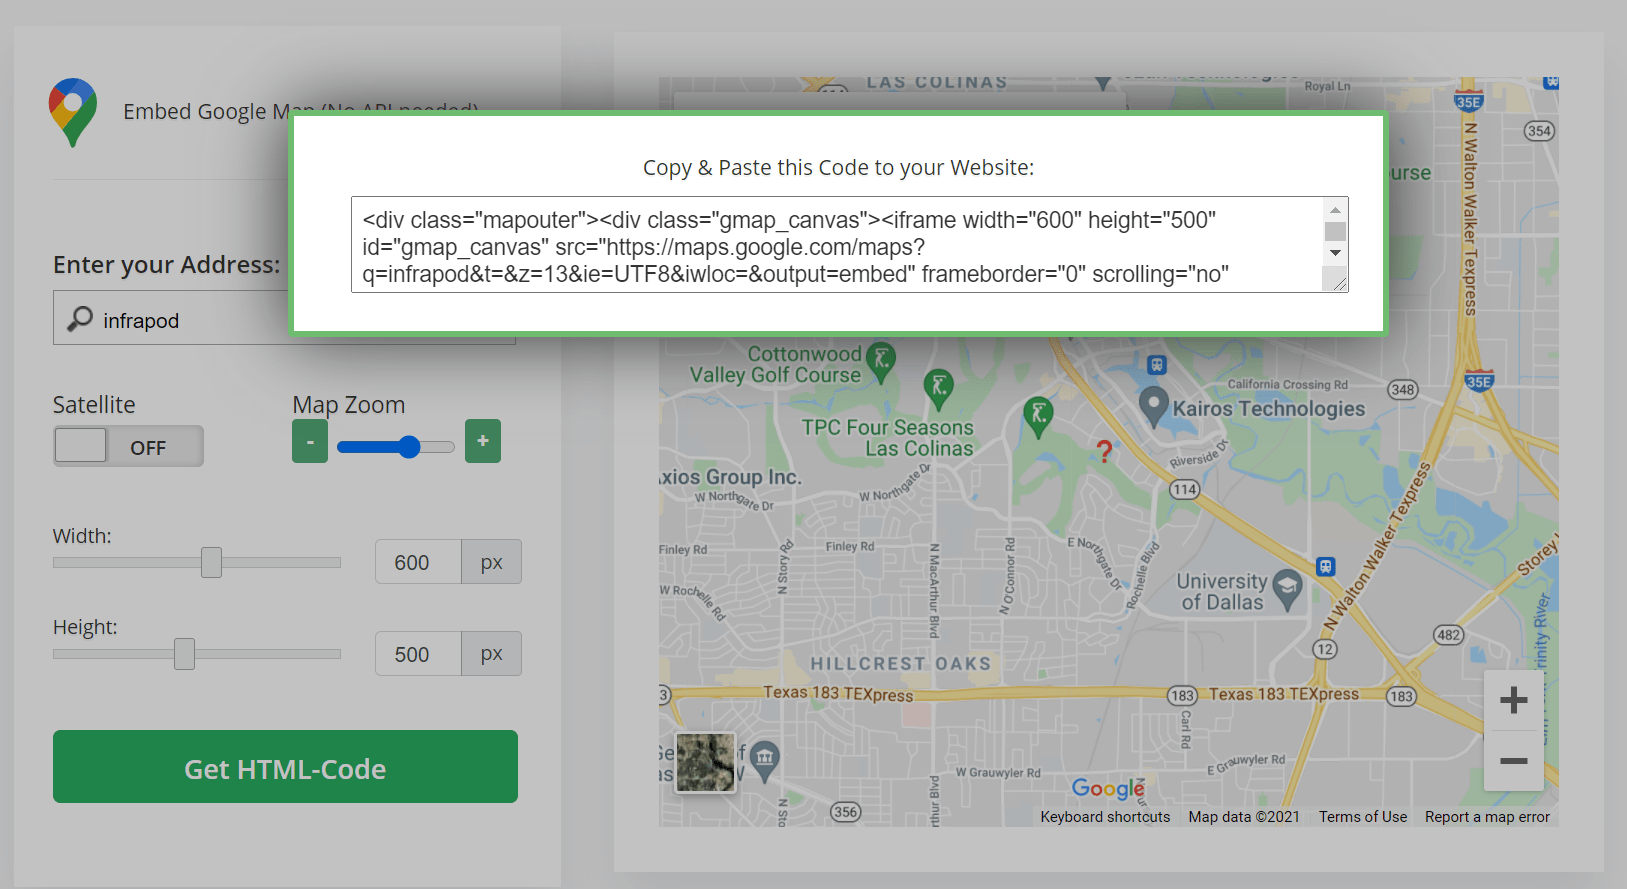 Embed Google Map (No API needed)
Copy & Paste this Code to your Website:
<div class="mapouter"><div class="gmap_canvas"><iframe width="600" height="500"
id="gmap_canvas" src="https://maps.google.com/maps?
q=infrapod&t=&z=13&ie=UTF8&iwloc=&output=embed" frameborder="0" scrolling="no"
Enter your Address:
infrapod
Satellite
OFF
Map Zoom
-
+
Width:
600
px
Height:
500
px
Get HTML-Code
LAS COLINAS
Royal Ln
35E
354
N Walton Walker Texpress
Cottonwood
Valley Golf Course
35E
California Crossing Rd
348
Kairos Technologies
TPC Four Seasons
Las Colinas
?
Riverside Dr
xios Group Inc.
W Northgate Dr
W Northgate Dr
114
Finley Rd
Finley Rd
N Story Rd
N MacArthur Blvd
N O'Connor Rd
E Northgate Dr
Rochelle Blvd
N Walton Walker Texpress
Storey
University
of Dallas
W Rochelle Rd
482
12
Trinity River
HILLCREST OAKS
Texas 183 TEXpress
183
Texas 183 TEXpress
183
Carl Rd
W Grauwyler Rd
E Grauwyler Rd
356
Google
Keyboard shortcuts
Map data ©2021
Terms of Use
Report a map error